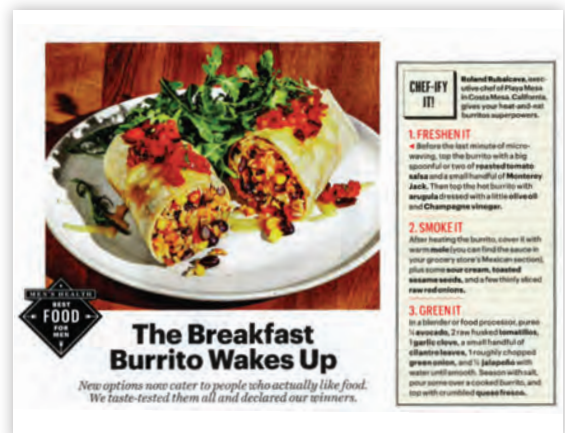 MEN'S HEALTH
BEST
FOOD
FOR
MEN
The Breakfast
Burrito Wakes Up
New options now cater to people who actually like food.
We taste-tested them all and declared our winners.
CHEF-IFY
IT!
Roland Rubalcava, exec-
utive chef of Playa Mesa
in Costa Mesa, California,
gives your heat-and-eat
burritos superpowers.
1. FRESHEN IT
◄ Before the last minute of micro-
waving, top the burrito with a big
spoonful or two of roasted tomato
salsa and a small handful of Monterey
Jack. Then top the hot burrito with
arugula dressed with a little olive oil
and Champagne vinegar.
2. SMOKE IT
After heating the burrito, cover it with
warm mole (you can find the sauce in
your grocery store's Mexican section),
plus some sour cream, toasted
sesame seeds, and a few thinly sliced
raw red onions.
3. GREEN IT
In a blender or food processor, puree
avocado, 2 raw husked tomatillos,
1 garlic clove, a small handful of
cilantro leaves, 1 roughly chopped
green onion, and ½ jalapeño with
water until smooth. Season with salt,
pour some over a cooked burrito, and
top with crumbled queso fresco.